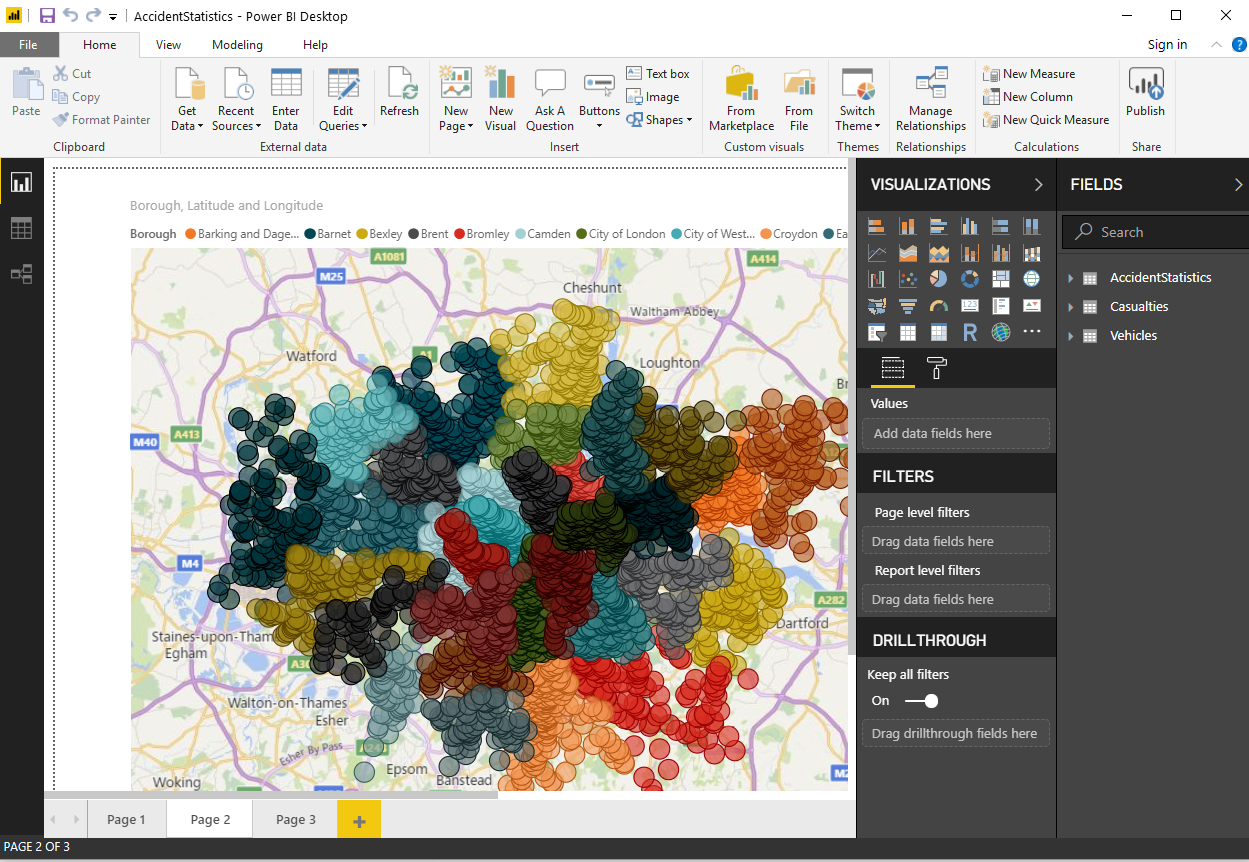 AccidentStatistics - Power BI Desktop
File Home View Modeling Help Sign in ?
Paste
Cut
Copy
Format Painter
Clipboard
Get Data
Recent Sources
Enter Data
Edit Queries
Refresh
External data
New Page
New Visual
Ask A Question
Buttons
Text box
Image
Shapes
Insert
From Marketplace
From File
Custom visuals
Switch Theme
Themes
Manage Relationships
Relationships
New Measure
New Column
New Quick Measure
Calculations
Publish
Share
Borough, Latitude and Longitude
Borough Barking and Dage... Barnet Bexley Brent Bromley Camden City of London City of West... Croydon Ea
A1081
M25
A414
Cheshunt
Waltham Abbey
Watford
A1
Loughton
Br
M40
A413
M4
A282
Dartford
Staines-upon-Tham
Egham
A30
Walton-on-Thames
Esher
Esher By Pass
Epsom
Banstead
Woking
M2
VISUALIZATIONS
123
R
Values
Add data fields here
FILTERS
Page level filters
Drag data fields here
Report level filters
Drag data fields here
DRILLTHROUGH
Keep all filters
On
Drag drillthrough fields here
FIELDS
Search
AccidentStatistics
Casualties
Vehicles
Page 1 Page 2 Page 3
PAGE 2 OF 3